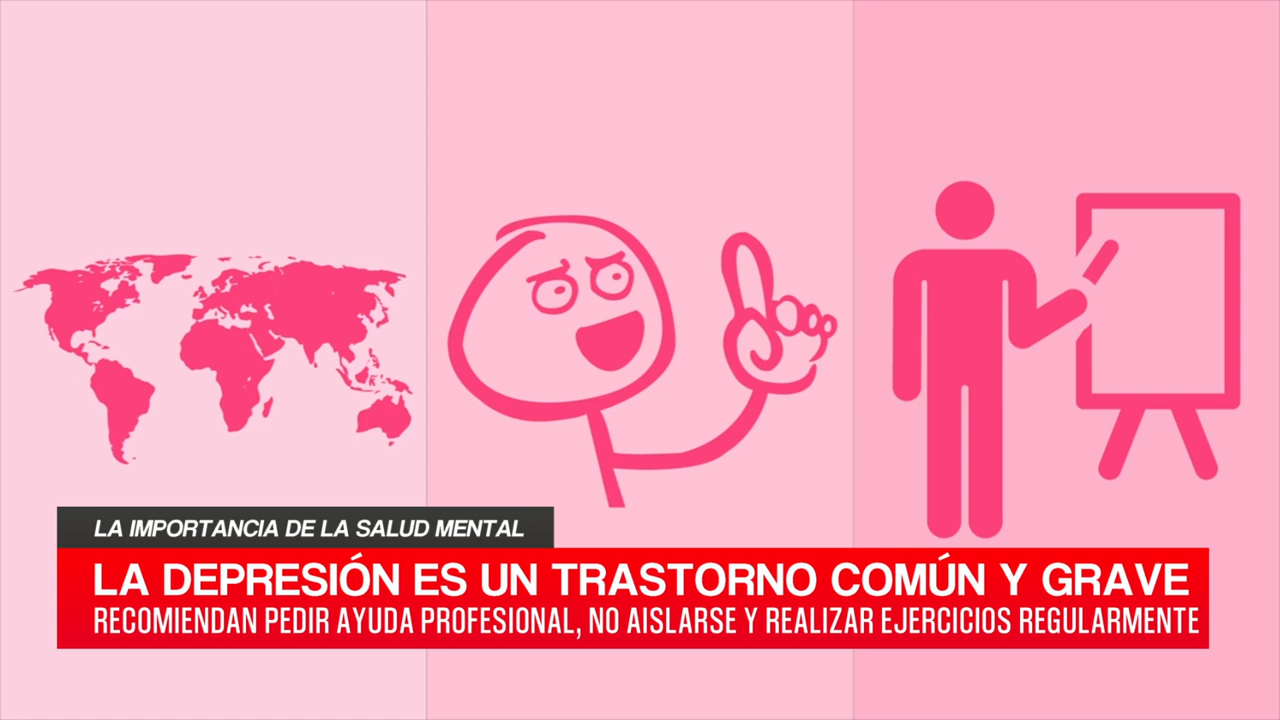 LA IMPORTANCIA DE LA SALUD MENTAL
LA DEPRESIÓN ES UN TRASTORNO COMÚN Y GRAVE
RECOMIENDAN PEDIR AYUDA PROFESIONAL, NO AISLARSE Y REALIZAR EJERCICIOS REGULARMENTE